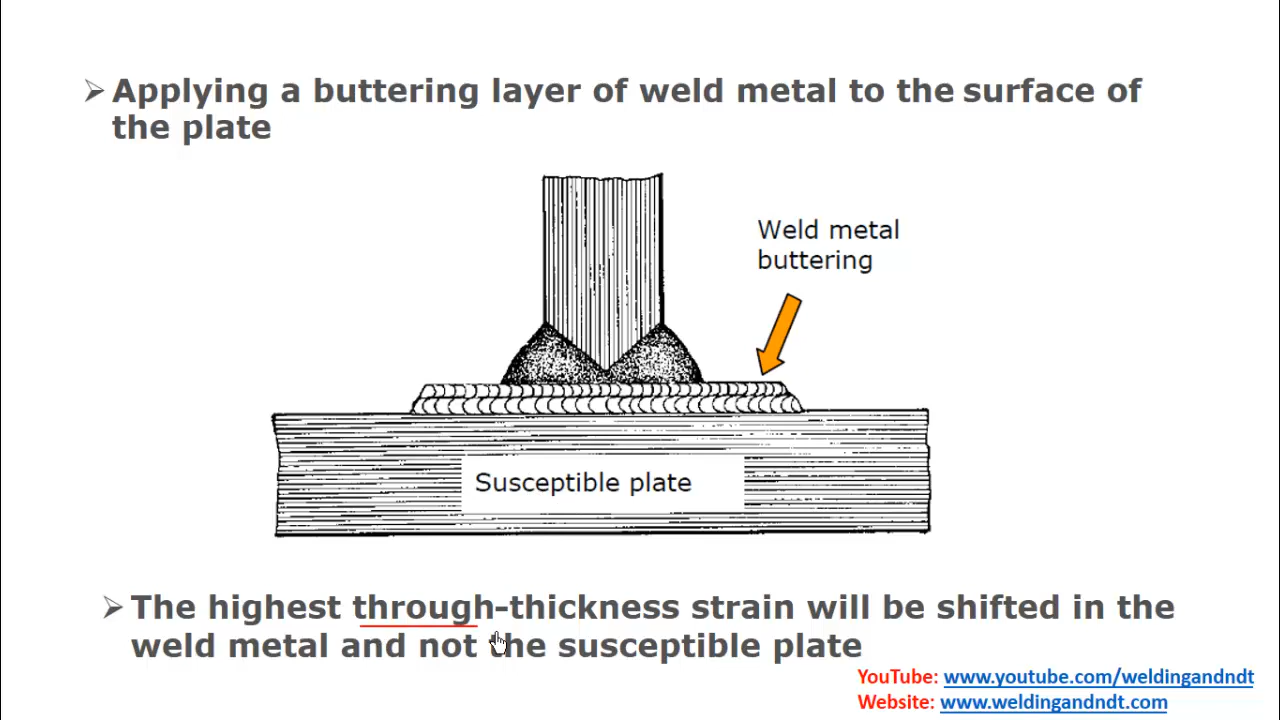 ➢ Applying a buttering layer of weld metal to the surface of
the plate
Weld metal
buttering
Susceptible plate
➢ The highest through-thickness strain will be shifted in the
weld metal and not the susceptible plate
YouTube: www.youtube.com/weldingandndt
Website: www.weldingandndt.com